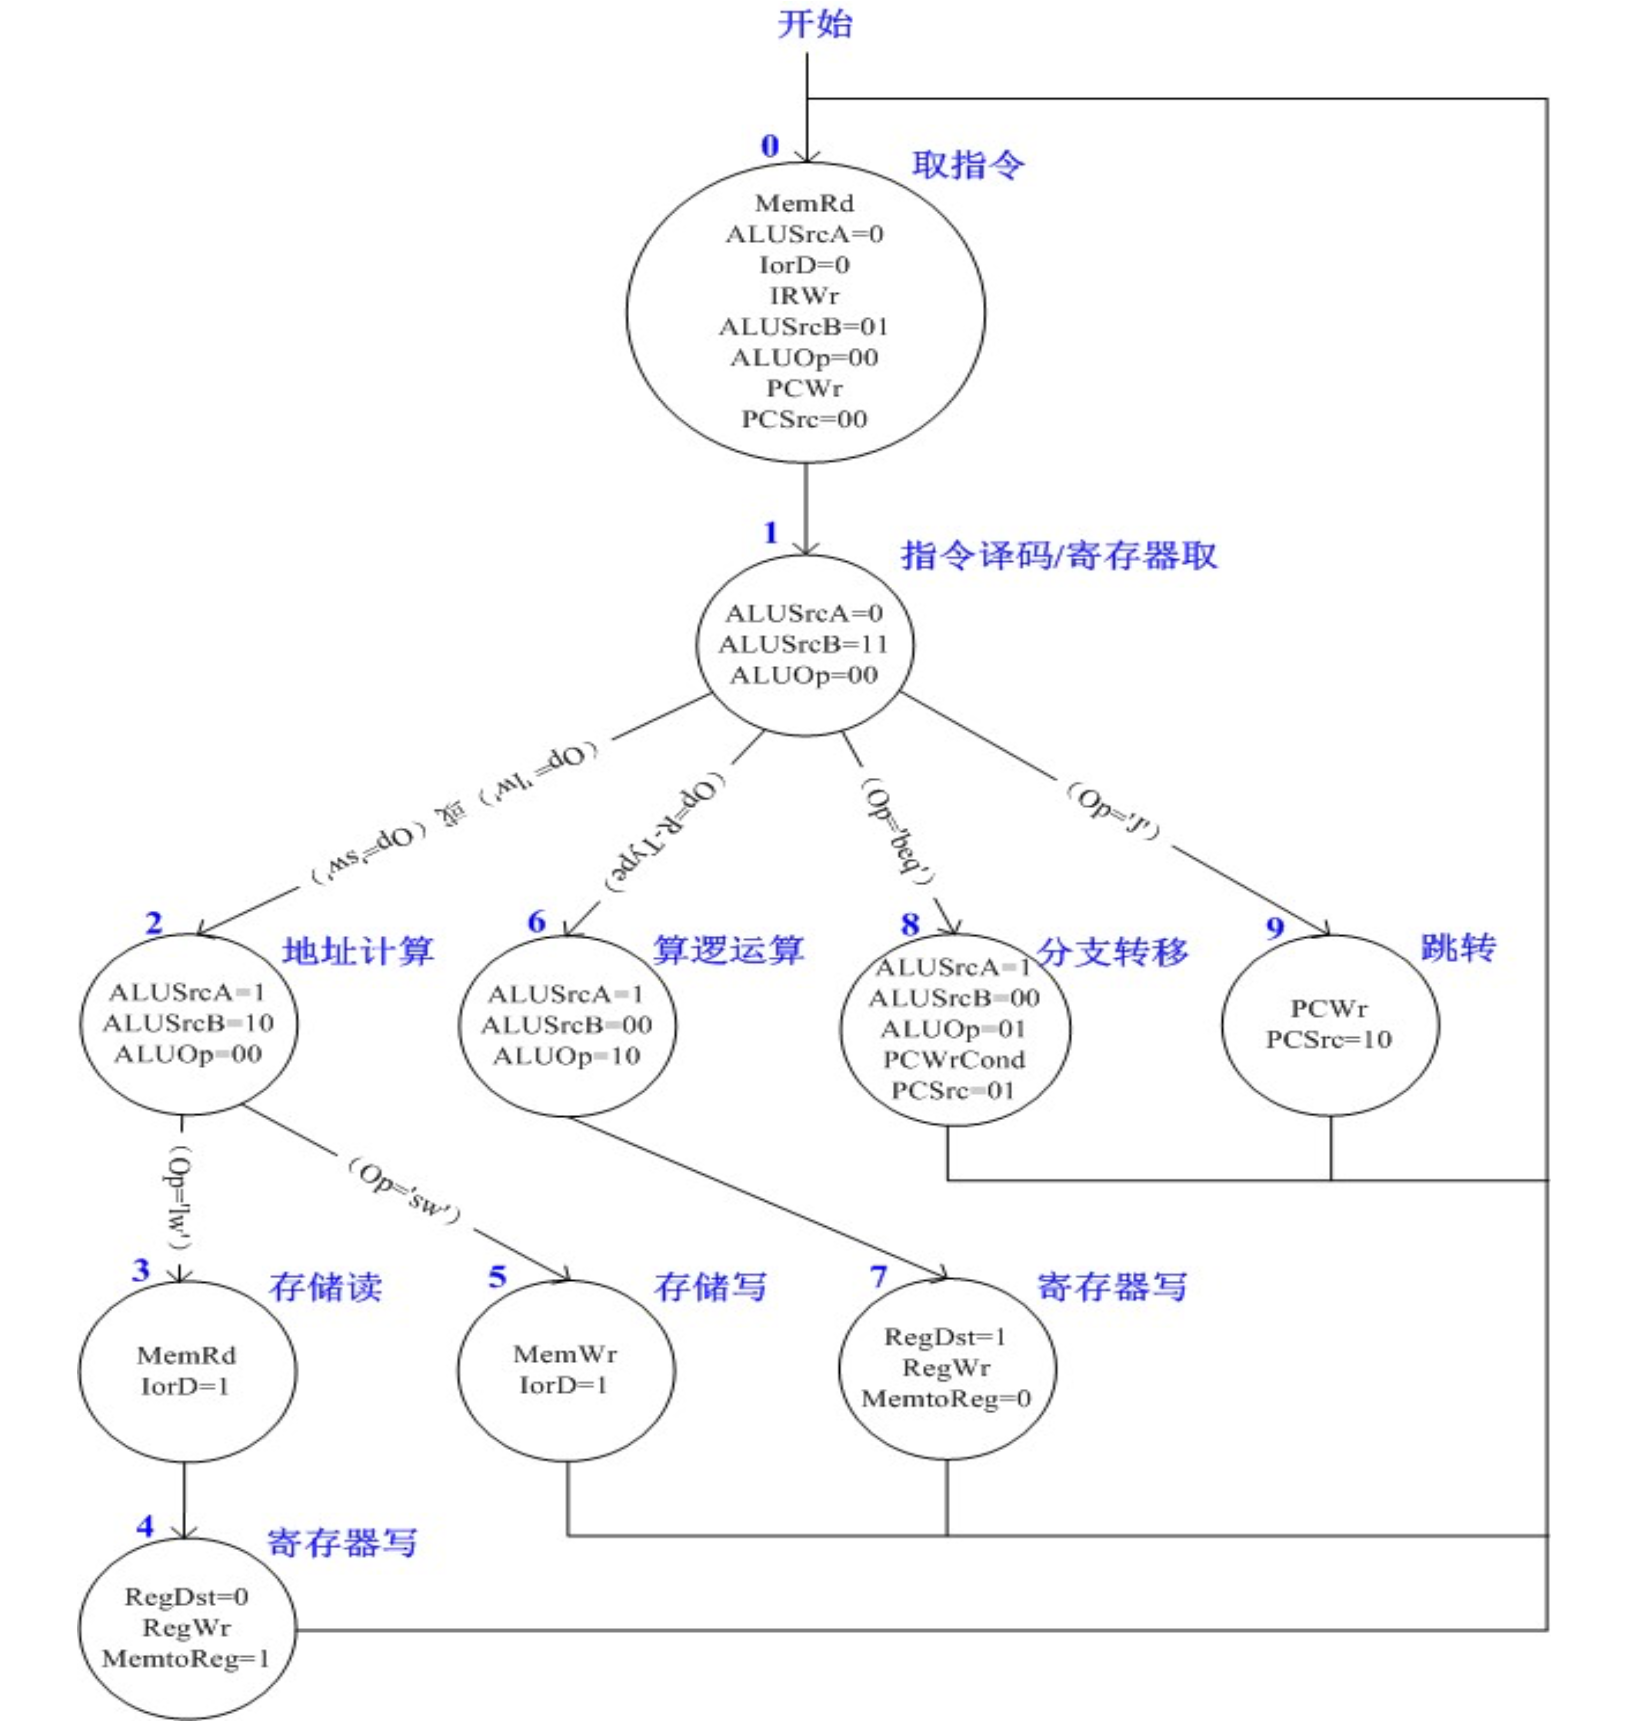 开始
0
取指令
MemRd
ALUSrcA=0
IorD=0
IRWr
ALUSrcB=01
ALUOp=00
PCWr
PCSrc=00
1
指令译码/寄存器取
ALUSrcA=0
ALUSrcB=11
ALUOp=00
(Op='lw') 或 (Op='sw')
(Op=R-Type)
(Op='beq')
(Op='J')
2
地址计算
ALUSrcA=1
ALUSrcB=10
ALUOp=00
6
算逻运算
ALUSrcA=1
ALUSrcB=00
ALUOp=10
8
分支转移
ALUSrcA=1
ALUSrcB=00
ALUOp=01
PCWrCond
PCSrc=01
9
跳转
PCWr
PCSrc=10
(Op='lw')
(Op='sw')
3
存储读
MemRd
IorD=1
5
存储写
MemWr
IorD=1
7
寄存器写
RegDst=1
RegWr
MemtoReg=0
4
寄存器写
RegDst=0
RegWr
MemtoReg=1